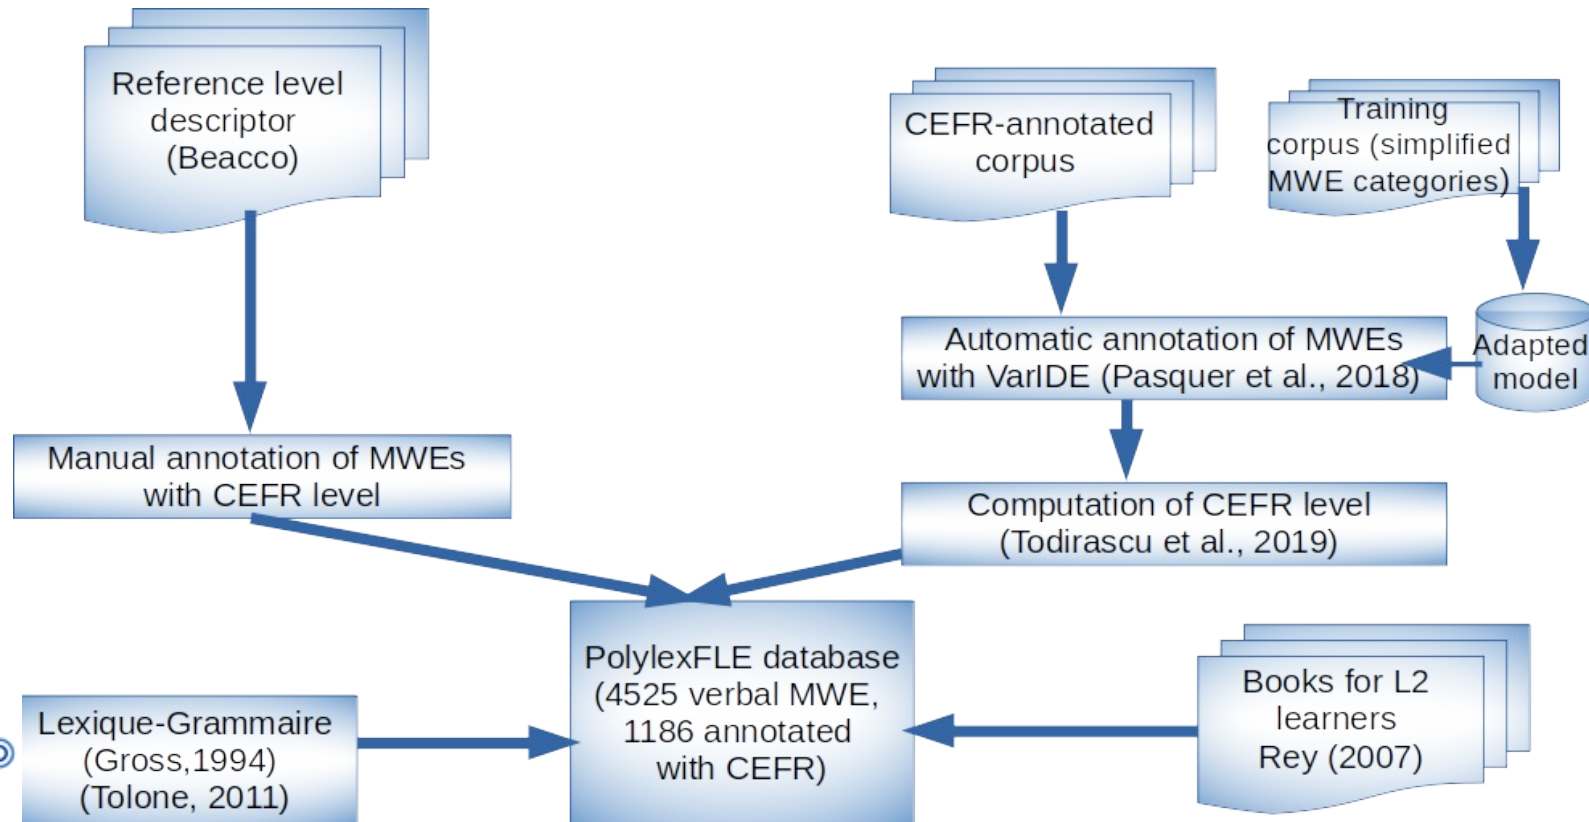 Reference level
descriptor
(Beacco)
CEFR-annotated
corpus
Training
corpus (simplified
MWE categories)
Automatic annotation of MWEs
with VarIDE (Pasquer et al., 2018)
Adapted
model
Manual annotation of MWEs
with CEFR level
Computation of CEFR level
(Todirascu et al., 2019)
PolylexFLE database
(4525 verbal MWE,
1186 annotated
with CEFR)
Lexique-Grammaire
(Gross,1994)
(Tolone, 2011)
Books for L2
learners
Rey (2007)